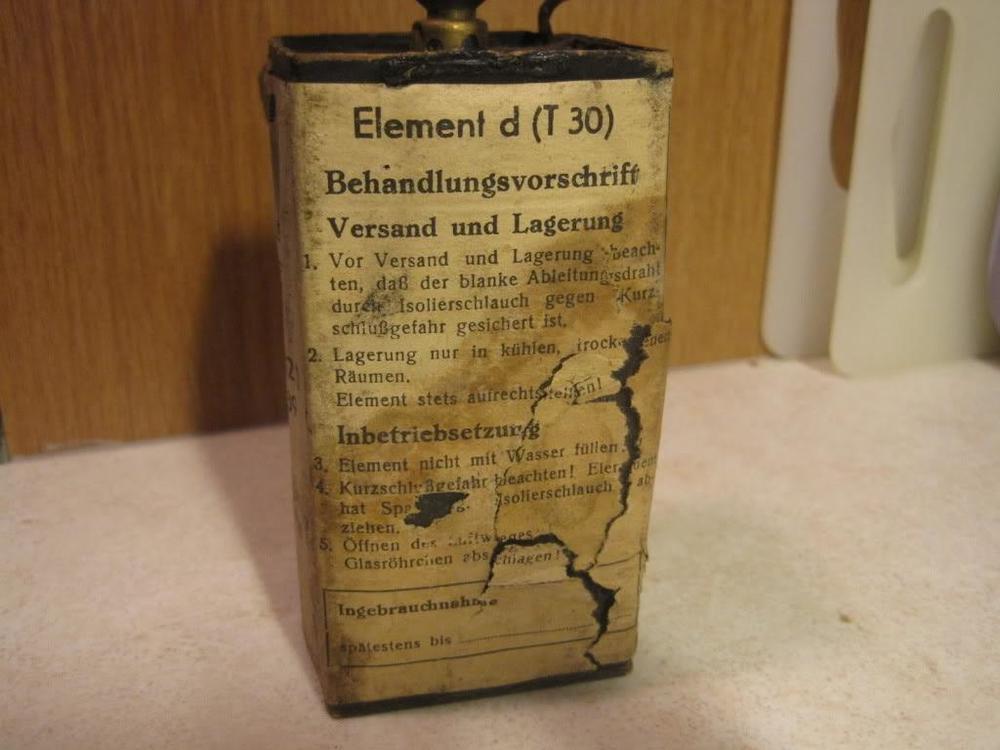 Element d (T 30)
Behandlungsvorschrift
Versand und Lagerung
1. Vor Versand und Lagerung beach-
ten, daß der blanke Ableitungsdraht
durch Isolierschlauch gegen Kurz-
schlußgefahr gesichert ist.
2. Lagerung nur in kühlen, trockenen
Räumen.
Element stets aufrechtstellen!
Inbetriebsetzung
3. Element nicht mit Wasser füllen.
4. Kurzschlußgefahr beachten! Element
hat Isolierschlauch ab-
ziehen.
5. Öffnen des Luftweges
Glasröhrchen abschlagen!
Ingebrauchnahme
spätestens bis